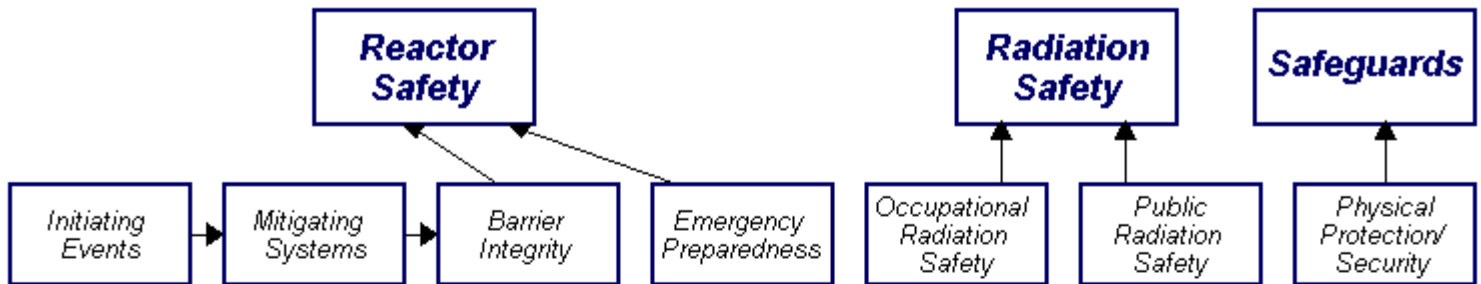 Reactor
Safety
Radiation
Safety
Safeguards
Initiating
Events
Mitigating
Systems
Barrier
Integrity
Emergency
Preparedness
Occupational
Radiation
Safety
Public
Radiation
Safety
Physical
Protection/
Security